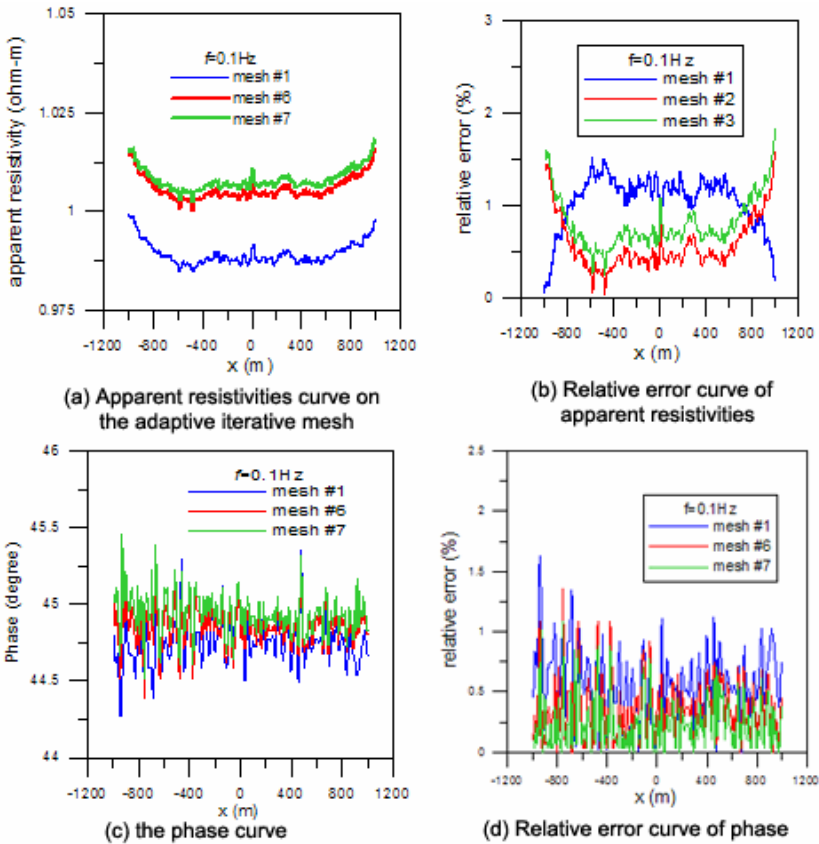 1.05
1.025
1
0.975
apparent resistivity (ohm-m)
f=0.1Hz
mesh #1
mesh #6
mesh #7
-1200 -800 -400 0 400 800 1200
x (m)
(a) Apparent resistivities curve on
the adaptive iterative mesh
3
2
1
0
relative error (%)
f=0.1Hz
mesh #1
mesh #2
mesh #3
-1200 -800 -400 0 400 800 1200
x (m)
(b) Relative error curve of
apparent resistivities
46
45.5
45
44.5
44
Phase (degree)
f=0.1Hz
mesh #1
mesh #6
mesh #7
-1200 -800 -400 0 400 800 1200
x (m)
(c) the phase curve
2.5
2
1.5
1
0.5
0
relative error (%)
f=0.1Hz
mesh #1
mesh #6
mesh #7
-1200 -800 -400 0 400 800 1200
x (m)
(d) Relative error curve of phase